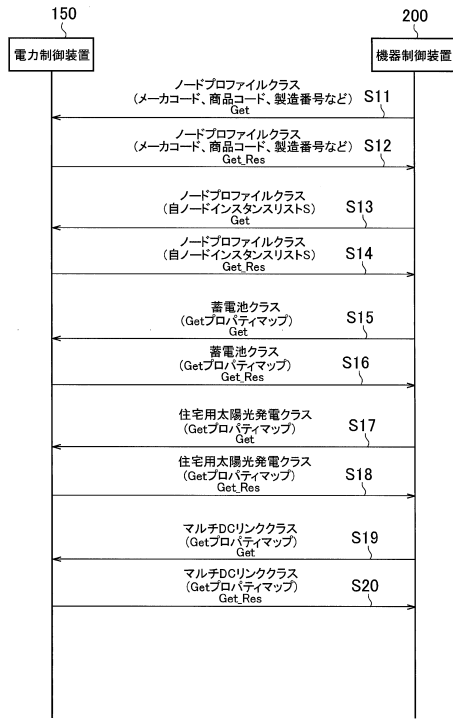 150
200
電力制御装置
機器制御装置
ノードプロファイルクラス
(メーカコード、商品コード、製造番号など)
Get
S11
ノードプロファイルクラス
(メーカコード、商品コード、製造番号など)
Get_Res
S12
ノードプロファイルクラス
(自ノードインスタンスリストS)
Get
S13
ノードプロファイルクラス
(自ノードインスタンスリストS)
Get_Res
S14
蓄電池クラス
(Getプロパティマップ)
Get
S15
蓄電池クラス
(Getプロパティマップ)
Get_Res
S16
住宅用太陽光発電クラス
(Getプロパティマップ)
Get
S17
住宅用太陽光発電クラス
(Getプロパティマップ)
Get_Res
S18
マルチDCリンククラス
(Getプロパティマップ)
Get
S19
マルチDCリンククラス
(Getプロパティマップ)
Get_Res
S20